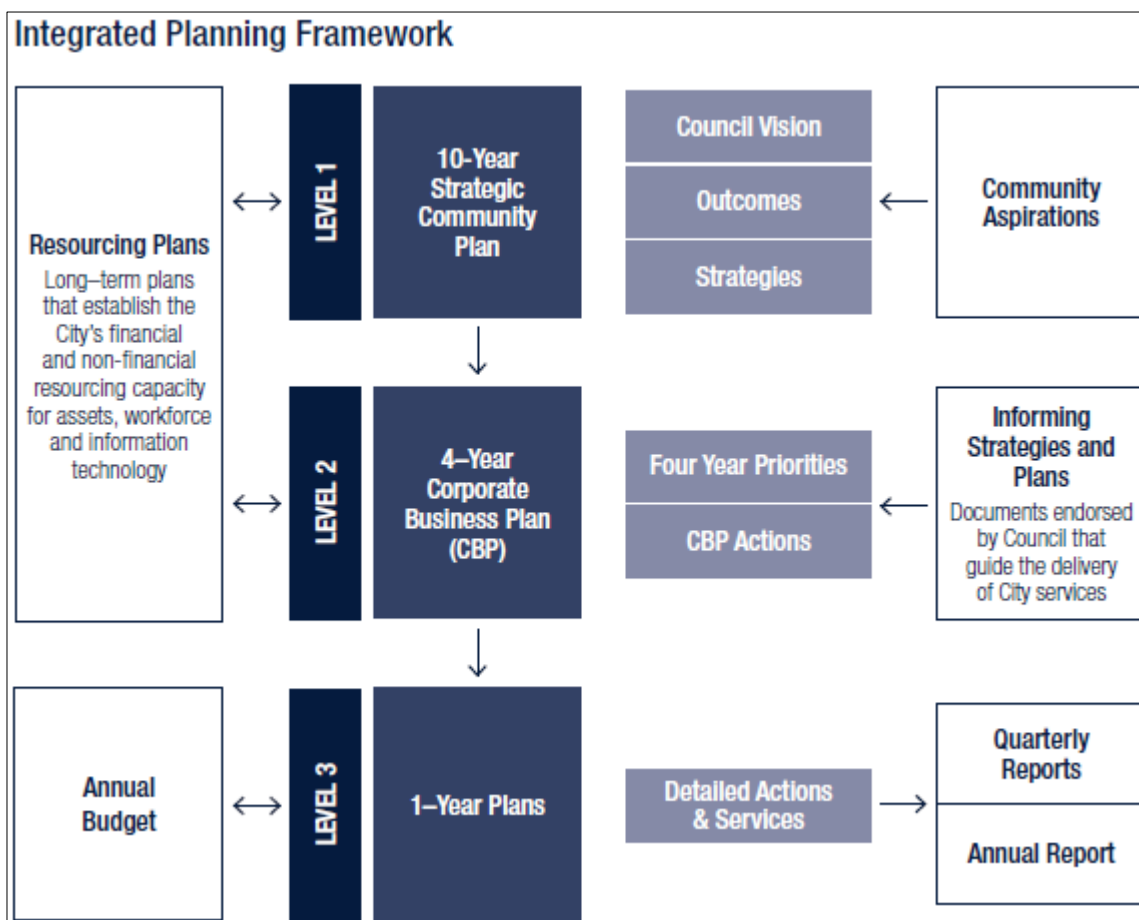 Integrated Planning Framework
Resourcing Plans
Long–term plans
that establish the
City's financial
and non-financial
resourcing capacity
for assets, workforce
and information
technology
LEVEL 1
10-Year
Strategic
Community
Plan
Council Vision
Outcomes
Strategies
Community
Aspirations
LEVEL 2
4–Year
Corporate
Business Plan
(CBP)
Four Year Priorities
CBP Actions
Informing
Strategies and
Plans
Documents endorsed
by Council that
guide the delivery
of City services
Annual
Budget
LEVEL 3
1–Year Plans
Detailed Actions
& Services
Quarterly
Reports
Annual Report